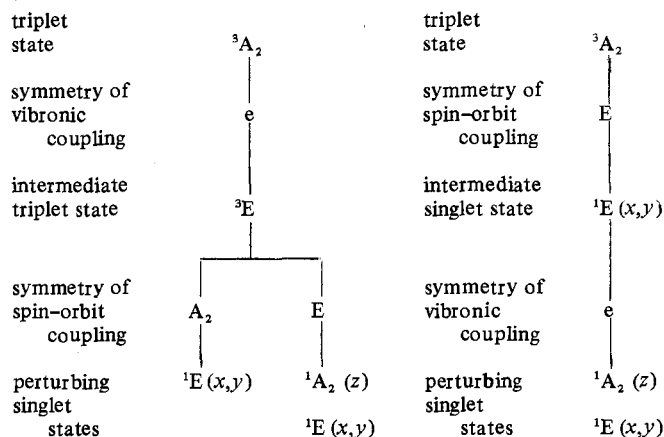 triplet
state ³A₂
symmetry of
vibronic
coupling
e
intermediate
triplet state ³E
symmetry of
spin–orbit
coupling
A₂ E
perturbing
singlet
states
¹E (x,y) ¹A₂ (z)
¹E (x,y)
triplet
state ³A₂
symmetry of
spin–orbit
coupling
E
intermediate
singlet state ¹E (x,y)
symmetry of
vibronic
coupling
e
perturbing
singlet
states
¹A₂ (z)
¹E (x,y)